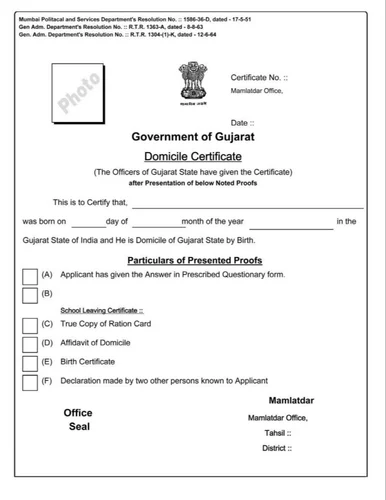 Mumbai Politacal and Services Department's Resolution No. :: 1586-36-D, dated - 17-5-51
Gen Adm. Department's Resolution No. :: R.T.R. 1363-A, dated - 8-8-63
Gen. Adm. Department's Resolution No. :: R.T.R. 1304-(1)-K, dated - 12-6-64
Photo
सत्यमेव जयते
Certificate No. ::
Mamlatdar Office,
Date ::
Government of Gujarat
Domicile Certificate
(The Officers of Gujarat State have given the Certificate)
after Presentation of below Noted Proofs
This is to Certify that,
was born on day of month of the year in the
Gujarat State of India and He is Domicile of Gujarat State by Birth.
Particulars of Presented Proofs
(A) Applicant has given the Answer in Prescribed Questionary form.
(B)
School Leaving Certificate ::
(C) True Copy of Ration Card
(D) Affidavit of Domicile
(E) Birth Certificate
(F) Declaration made by two other persons known to Applicant
Office
Seal
Mamlatdar
Mamlatdar Office,
Tahsil ::
District ::